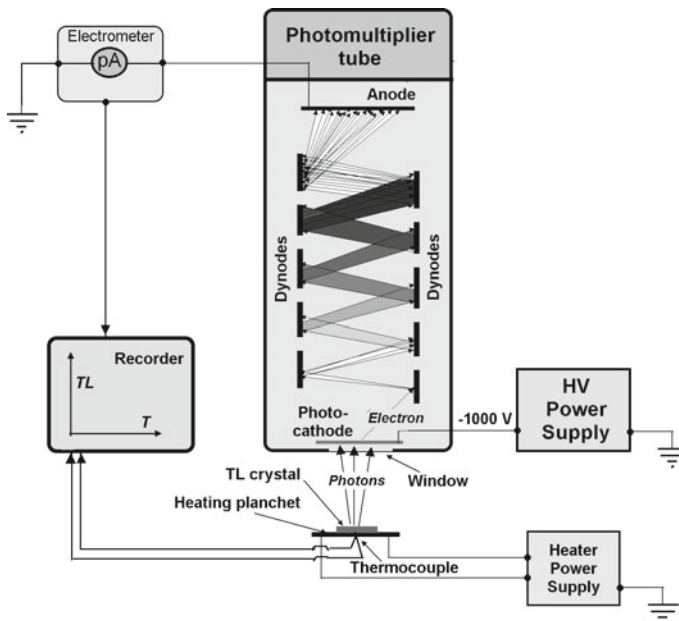 Electrometer
pA
Photomultiplier
tube
Anode
Dynodes
Dynodes
Recorder
TL
T
Photo-
cathode
Electron
-1000 V
HV
Power
Supply
TL crystal
Photons
Window
Heating planchet
Thermocouple
Heater
Power
Supply